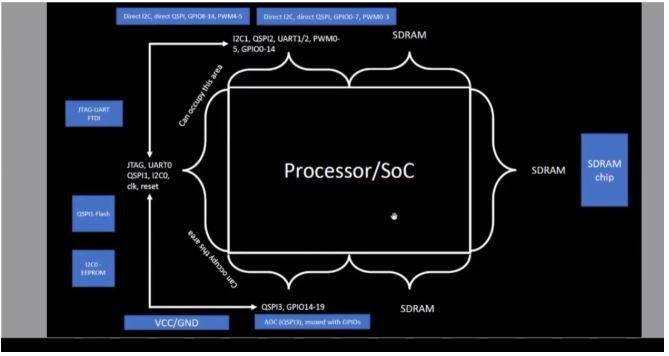 Direct I2C, direct QSPI, GPIO8-14, PWM4-5
Direct I2C, direct QSPI, GPIO0-7, PWM0-3
I2C1, QSPI2, UART1/2, PWM0-
5, GPIO0-14
SDRAM
Can occupy this area
JTAG-UART
FTDI
JTAG, UART0
QSPI1, I2C0,
clk, reset
Processor/SoC
SDRAM
SDRAM
chip
QSPI1-Flash
I2C0 -
EEPROM
Can occupy this area
QSPI3, GPIO14-19
SDRAM
VCC/GND
ADC (QSPI3), muxed with GPIOs